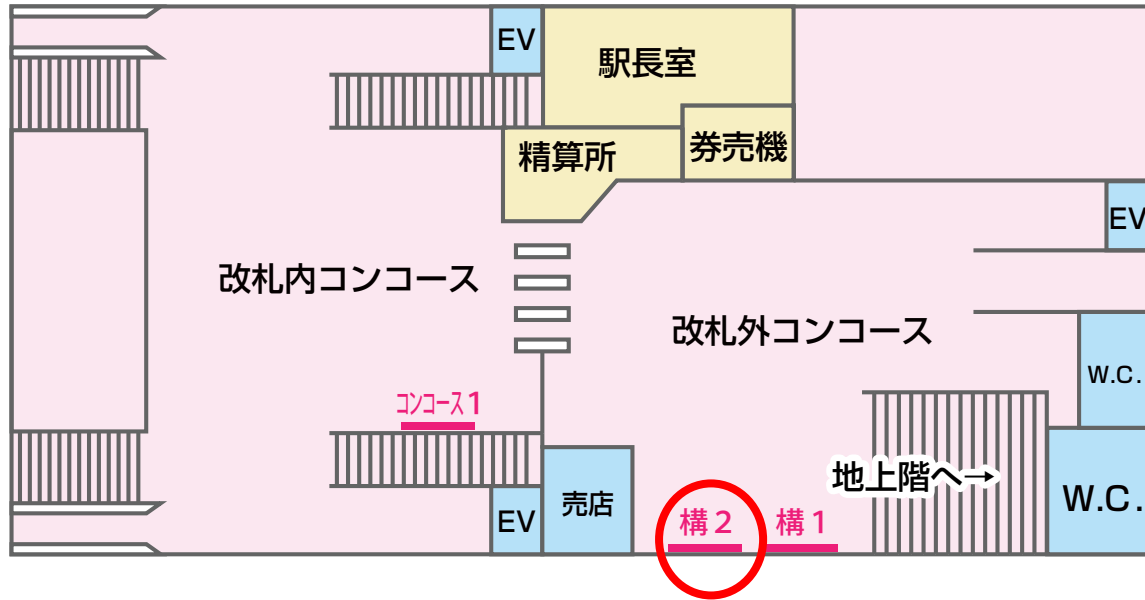 EV
駅長室
精算所
券売機
EV
改札内コンコース
改札外コンコース
W.C.
コンコース1
地上階へ→
売店
EV
構2
構1
W.C.